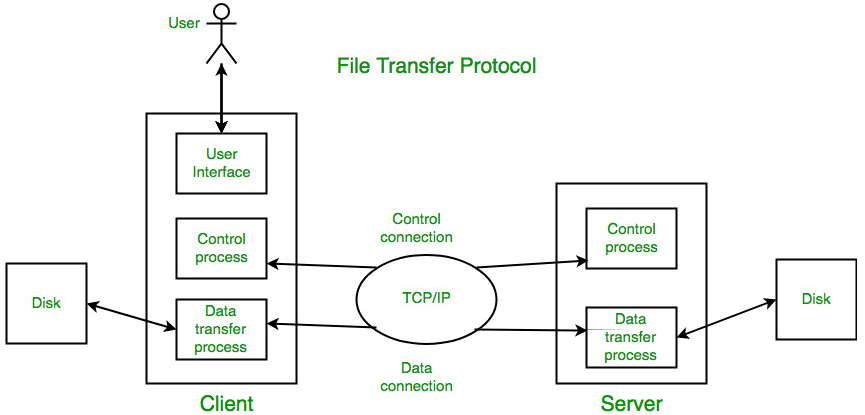 User
File Transfer Protocol
User
Interface
Control
process
Control
connection
Control
process
Disk
Data
transfer
process
TCP/IP
Data
transfer
process
Disk
Data
connection
Client
Server